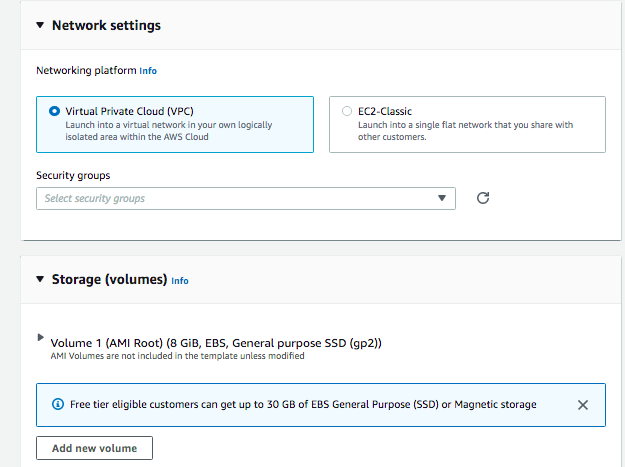 Network settings
Networking platform Info
Virtual Private Cloud (VPC)
Launch into a virtual network in your own logically
isolated area within the AWS Cloud
EC2-Classic
Launch into a single flat network that you share with
other customers.
Security groups
Select security groups
Storage (volumes) Info
Volume 1 (AMI Root) (8 GiB, EBS, General purpose SSD (gp2))
AMI Volumes are not included in the template unless modified
Free tier eligible customers can get up to 30 GB of EBS General Purpose (SSD) or Magnetic storage
Add new volume